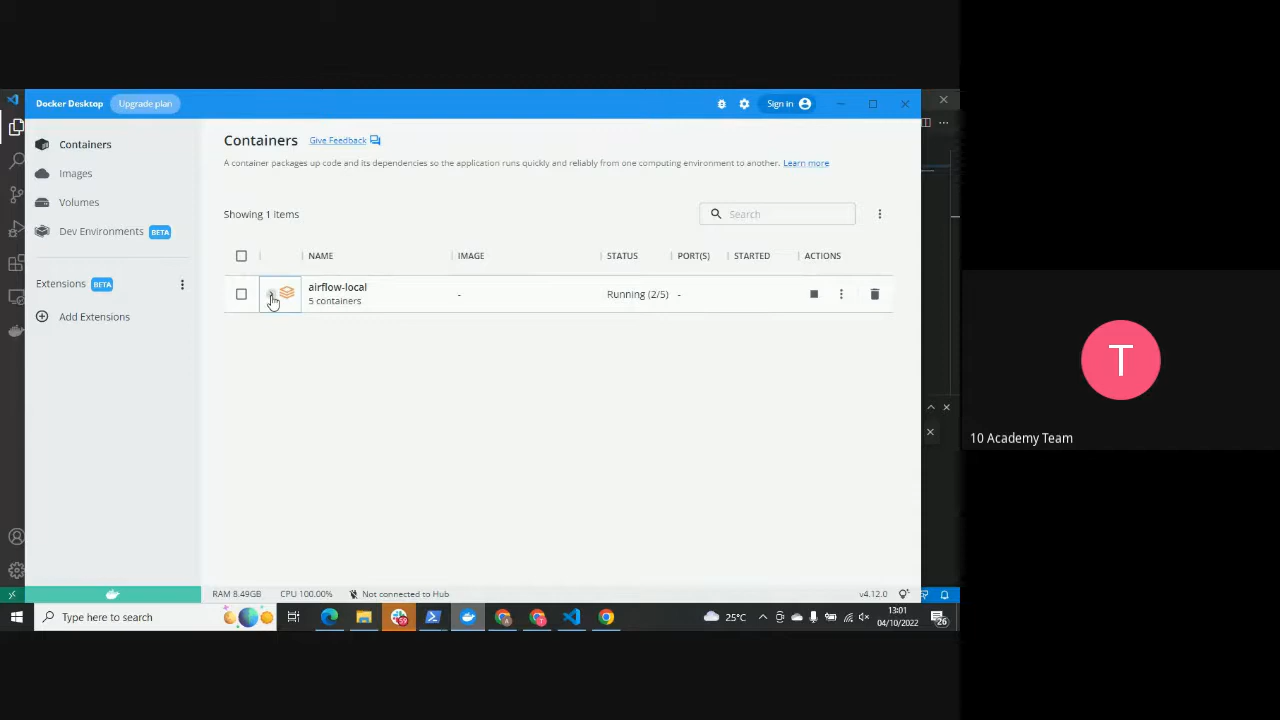 Docker Desktop Upgrade plan Sign in
Containers
Images
Volumes
Dev Environments BETA
Extensions BETA
Add Extensions
Containers Give Feedback
A container packages up code and its dependencies so the application runs quickly and reliably from one computing environment to another. Learn more
Showing 1 items Search
NAME IMAGE STATUS PORT(S) STARTED ACTIONS
airflow-local
5 containers
- Running (2/5) -
RAM 8.49GB CPU 100.00% Not connected to Hub v4.12.0
Type here to search
59
25°C
13:01
04/10/2022
26
T
10 Academy Team